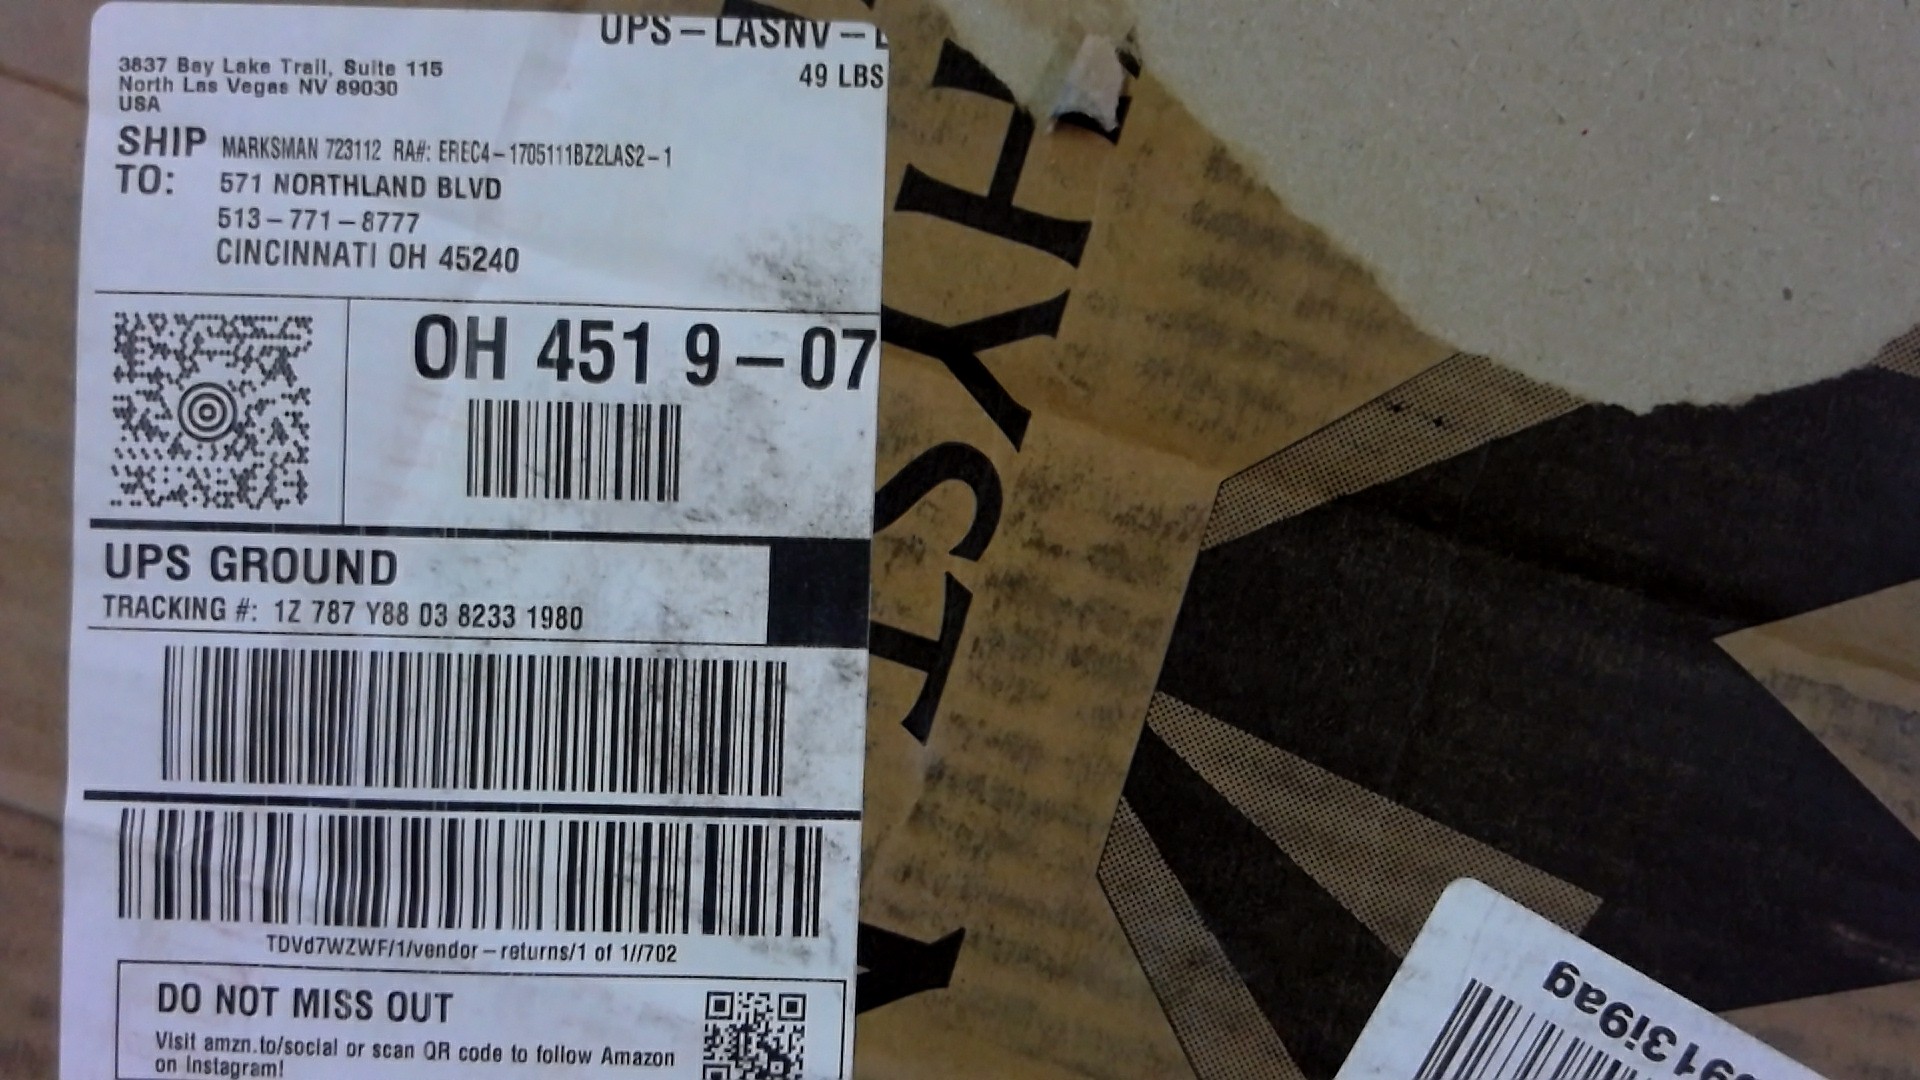 UPS-LASNV-
49 LBS
3837 Bay Lake Trail, Suite 115
North Las Vegas NV 89030
USA
SHIP TO:
MARKSMAN 723112 RA#: EREC4-1705111BZ2LAS2-1
571 NORTHLAND BLVD
513-771-8777
CINCINNATI OH 45240
OH 451 9-07
UPS GROUND
TRACKING #: 1Z 787 Y88 03 8233 1980
TDVd7WZWF/1/vendor-returns/1 of 1//702
DO NOT MISS OUT
Visit amzn.to/social or scan QR code to follow Amazon
on Instagram!